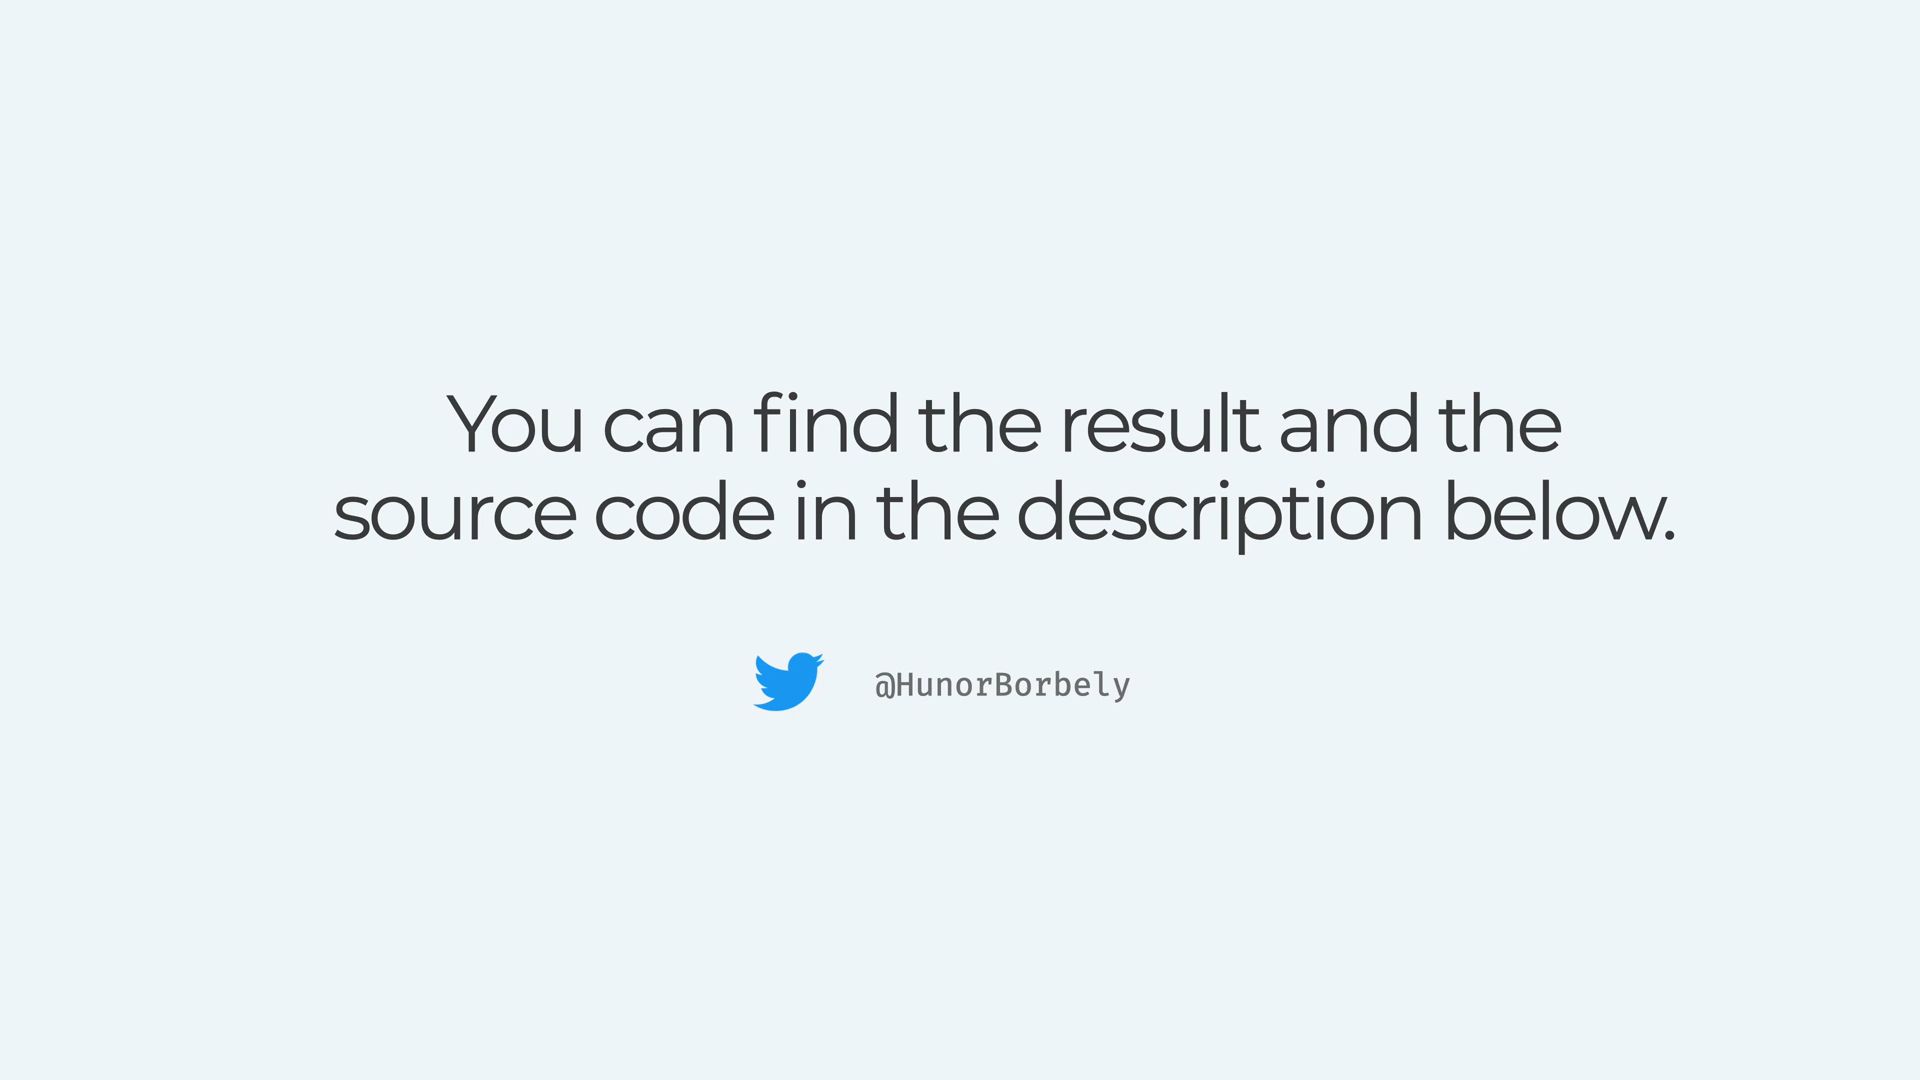 You can find the result and the
source code in the description below.
@HunorBorbely